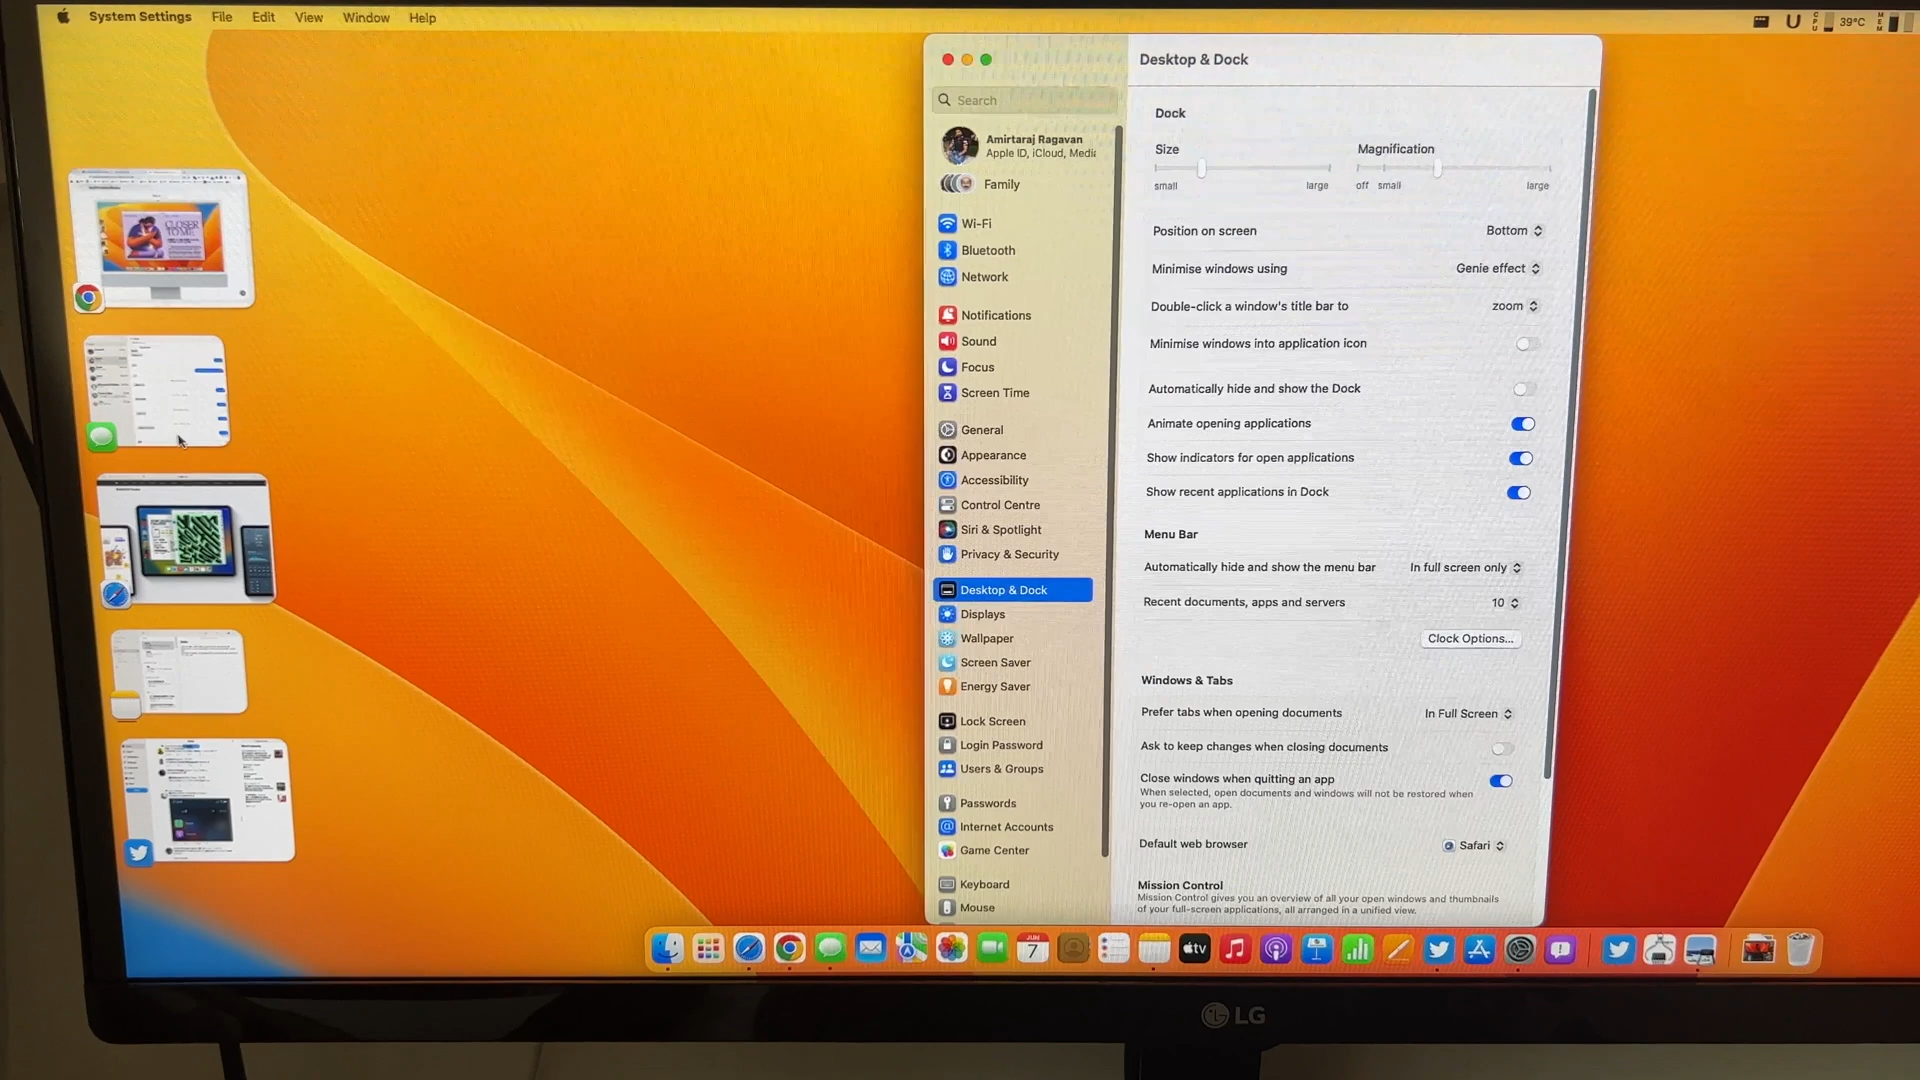 System Settings File Edit View Window Help
39°C
CPU
MEM
Desktop & Dock
Search
Amirtaraj Ragavan
Apple ID, iCloud, Media
Family
Wi-Fi
Bluetooth
Network
Notifications
Sound
Focus
Screen Time
General
Appearance
Accessibility
Control Centre
Siri & Spotlight
Privacy & Security
Desktop & Dock
Displays
Wallpaper
Screen Saver
Energy Saver
Lock Screen
Login Password
Users & Groups
Passwords
Internet Accounts
Game Center
Keyboard
Mouse
Dock
Size
Magnification
small
large
off
small
large
Position on screen
Bottom
Minimise windows using
Genie effect
Double-click a window's title bar to
zoom
Minimise windows into application icon
Automatically hide and show the Dock
Animate opening applications
Show indicators for open applications
Show recent applications in Dock
Menu Bar
Automatically hide and show the menu bar
In full screen only
Recent documents, apps and servers
10
Clock Options...
Windows & Tabs
Prefer tabs when opening documents
In Full Screen
Ask to keep changes when closing documents
Close windows when quitting an app
When selected, open documents and windows will not be restored when
you re-open an app.
Default web browser
Safari
Mission Control
Mission Control gives you an overview of all your open windows and thumbnails
of your full-screen applications, all arranged in a unified view.
CLOSER
TO ME
JUN
7
tv
LG